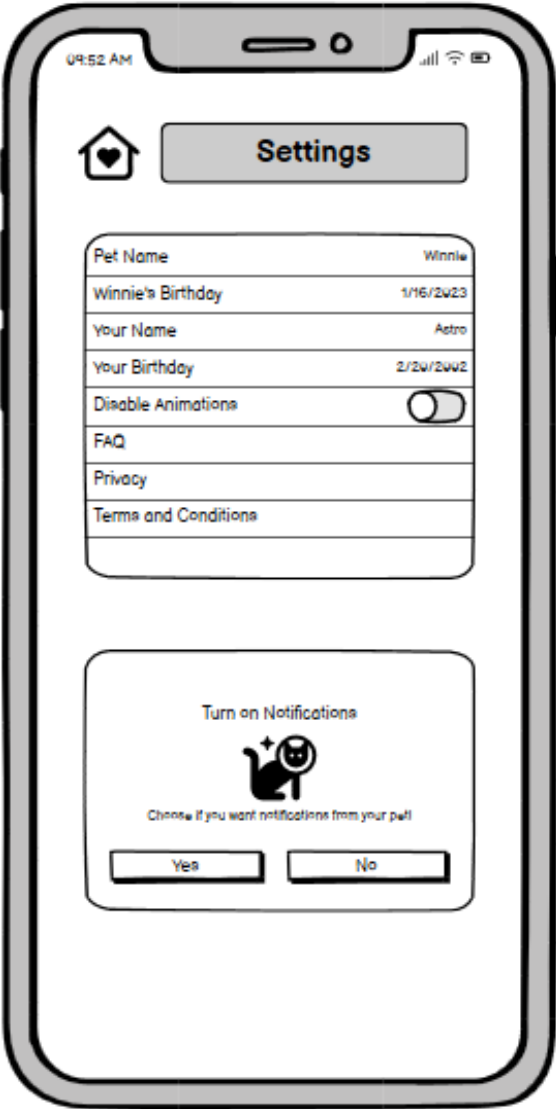 09:52 AM
Settings
Pet Name Winnie
Winnie's Birthday 1/16/2023
Your Name Astro
Your Birthday 2/20/2002
Disable Animations
FAQ
Privacy
Terms and Conditions
Turn on Notifications
Choose if you want notifications from your pet!
Yes No